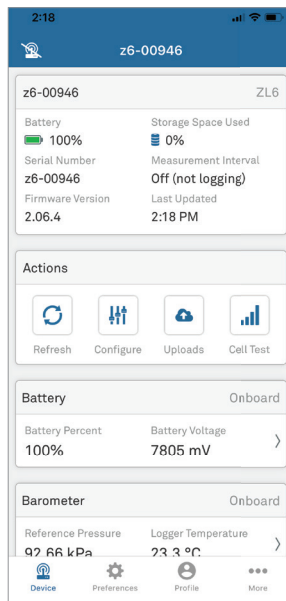 2:18
z6-00946
z6-00946 ZL6
Battery Storage Space Used
100% 0%
Serial Number Measurement Interval
z6-00946 Off (not logging)
Firmware Version Last Updated
2.06.4 2:18 PM
Actions
Refresh Configure Uploads Cell Test
Battery Onboard
Battery Percent Battery Voltage
100% 7805 mV
Barometer Onboard
Reference Pressure Logger Temperature
92.66 kPa 23.3 °C
Device Preferences Profile More